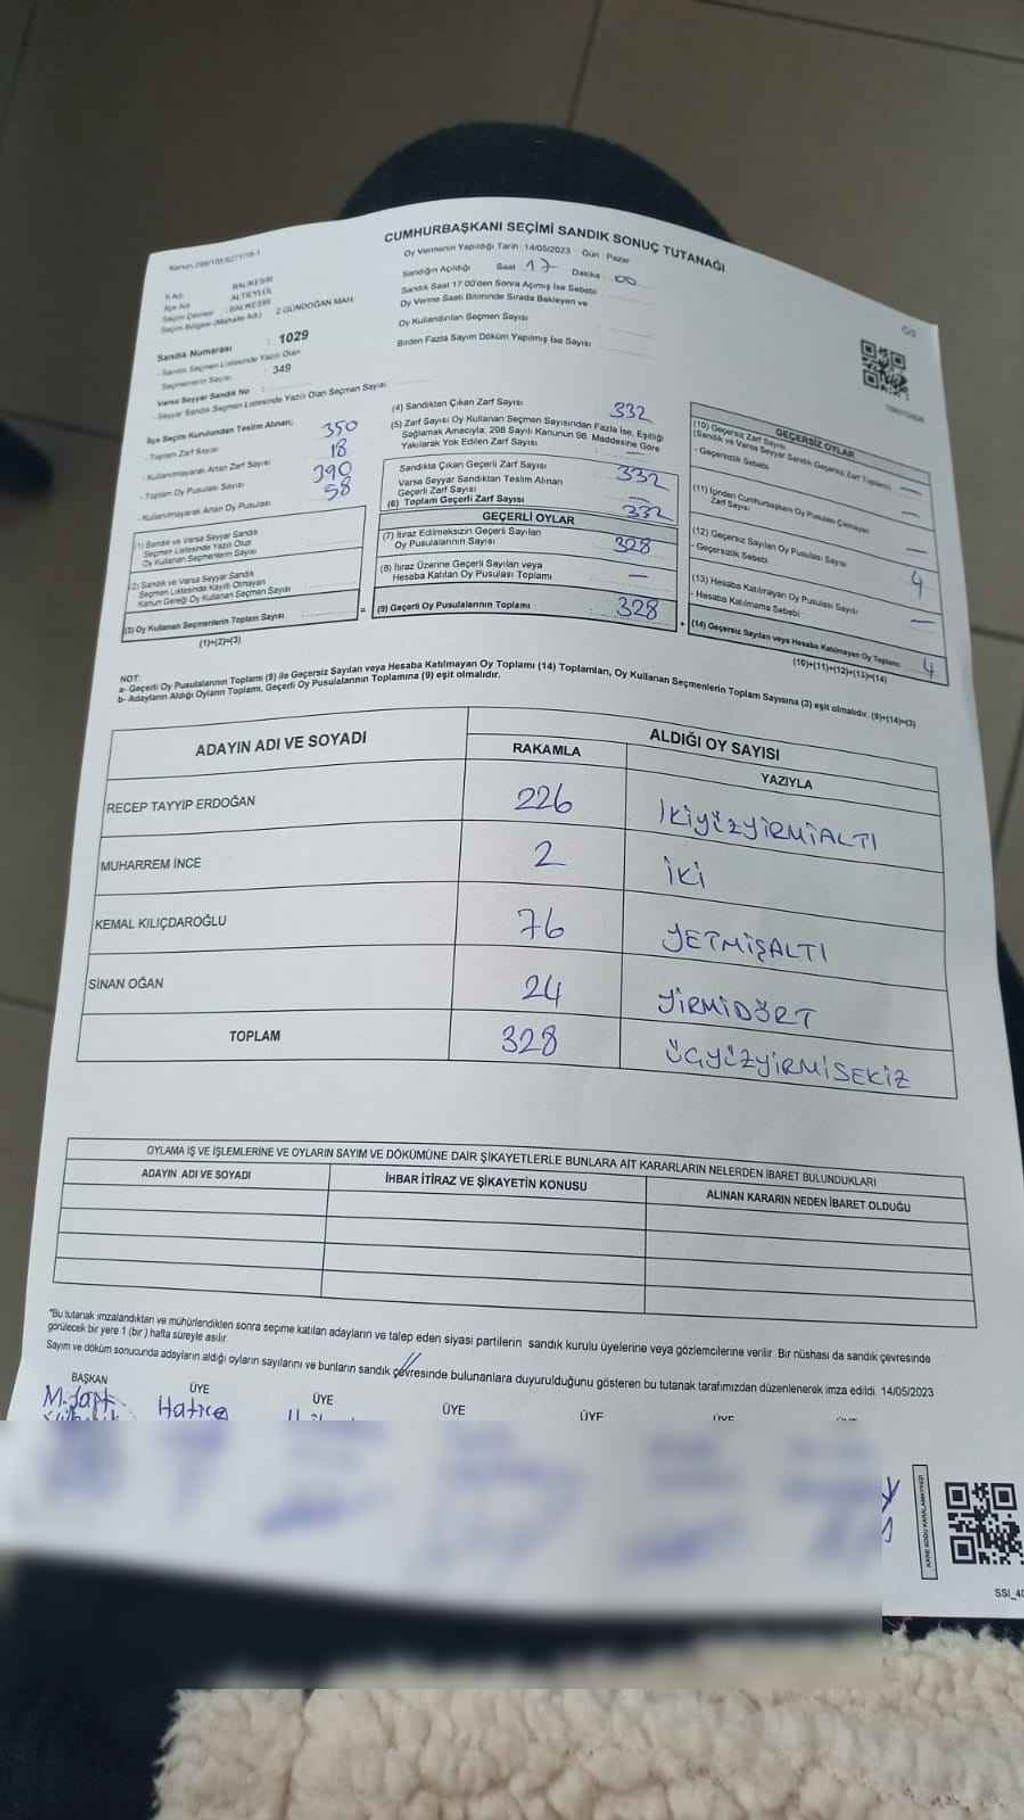 CUMHURBAŞKANI SEÇİMİ SANDIK SONUÇ TUTANAĞI
Oy Vermenin Yapıldığı Tarih : 14/05/2023 Gün : Pazar
Sandığın Açıldığı Saat 17 Dakika 00
Sandık Saat 17:00'den Sonra Açılmış İse Sebebi
Oy Verme Saati Bitiminde Sırada Bekleyen ve
Oy Kullandırılan Seçmen Sayısı
Birden Fazla Sayım Döküm Yapılmış İse Sayısı
İl Adı : BALIKESİR
İlçe Adı : ALTIEYLÜL
Seçim Çevresi : BALIKESİR
Seçim Bölgesi (Mahalle Adı) : 2 GÜNDOĞAN MAH.
Sandık Numarası : 1029
- Sandık Seçmen Listesinde Yazılı Olan
Seçmenlerin Sayısı : 349
Varsa Seyyar Sandık No :
- Seyyar Sandık Seçmen Listesinde Yazılı Olan Seçmen Sayısı
İlçe Seçim Kurulundan Teslim Alınan;
- Toplam Zarf Sayısı 350
- Kullanılmayarak Artan Zarf Sayısı 18
- Toplam Oy Pusulası Sayısı 390
- Kullanılmayarak Artan Oy Pusulası 58
(1) Sandık ve Varsa Seyyar Sandık
Seçmen Listesinde Yazılı Olup
Oy Kullanan Seçmenlerin Sayısı
(2) Sandık ve Varsa Seyyar Sandık
Seçmen Listesinde Kayıtlı Olmayan
Kanun Gereği Oy Kullanan Seçmen Sayısı
(3) Oy Kullanan Seçmenlerin Toplam Sayısı
(1)+(2)=(3)
(4) Sandıktan Çıkan Zarf Sayısı 332
(5) Zarf Sayısı Oy Kullanan Seçmen Sayısından Fazla İse, Eşitliği
Sağlamak Amacıyla, 298 Sayılı Kanunun 98. Maddesine Göre
Yakılarak Yok Edilen Zarf Sayısı —
Sandıkta Çıkan Geçerli Zarf Sayısı 332
Varsa Seyyar Sandıktan Teslim Alınan
Geçerli Zarf Sayısı —
(6) Toplam Geçerli Zarf Sayısı 332
GEÇERLİ OYLAR
(7) İtiraz Edilmeksizin Geçerli Sayılan
Oy Pusulalarının Sayısı 328
(8) İtiraz Üzerine Geçerli Sayılan veya
Hesaba Katılan Oy Pusulası Toplamı —
= (9) Geçerli Oy Pusulalarının Toplamı 328
GEÇERSİZ OYLAR
(10) Geçersiz Zarf Sayısı
(Sandık ve Varsa Seyyar Sandık Geçersiz Zarf Toplamı) —
- Geçersizlik Sebebi —
(11) İçinden Cumhurbaşkanı Oy Pusulası Çıkmayan
Zarf Sayısı —
(12) Geçersiz Sayılan Oy Pusulası Sayısı 4
- Geçersizlik Sebebi
(13) Hesaba Katılmayan Oy Pusulası Sayısı —
- Hesaba Katılmama Sebebi
+ (14) Geçersiz Sayılan veya Hesaba Katılmayan Oy Toplamı 4
(10)+(11)+(12)+(13)=(14)
NOT:
a- Geçerli Oy Pusulalarının Toplamı (9) ile Geçersiz Sayılan veya Hesaba Katılmayan Oy Toplamı (14) Toplamları, Oy Kullanan Seçmenlerin Toplam Sayısına (3) eşit olmalıdır. (9)+(14)=(3)
b- Adayların Aldığı Oyların Toplamı, Geçerli Oy Pusulalarının Toplamına (9) eşit olmalıdır.
ADAYIN ADI VE SOYADI
ALDIĞI OY SAYISI
RAKAMLA YAZIYLA
RECEP TAYYİP ERDOĞAN 226 İKİYÜZYİRMİALTI
MUHARREM İNCE 2 İKİ
KEMAL KILIÇDAROĞLU 76 YETMİŞALTI
SİNAN OĞAN 24 YİRMİDÖRT
TOPLAM 328 ÜÇYÜZYİRMİSEKİZ
OYLAMA İŞ VE İŞLEMLERİNE VE OYLARIN SAYIM VE DÖKÜMÜNE DAİR ŞİKAYETLERLE BUNLARA AİT KARARLARIN NELERDEN İBARET BULUNDUKLARI
ADAYIN ADI VE SOYADI İHBAR İTİRAZ VE ŞİKAYETİN KONUSU ALINAN KARARIN NEDEN İBARET OLDUĞU
"Bu tutanak imzalandıktan ve mühürlendikten sonra seçime katılan adayların ve talep eden siyasi partilerin sandık kurulu üyelerine veya gözlemcilerine verilir. Bir nüshası da sandık çevresinde
görülecek bir yere 1 (bir) hafta süreyle asılır.
Sayım ve döküm sonucunda adayların aldığı oyların sayılarını ve bunların sandık çevresinde bulunanlara duyurulduğunu gösteren bu tutanak tarafımızdan düzenlenerek imza edildi. 14/05/2023
BAŞKAN ÜYE ÜYE ÜYE ÜYE ÜYE
Hatice